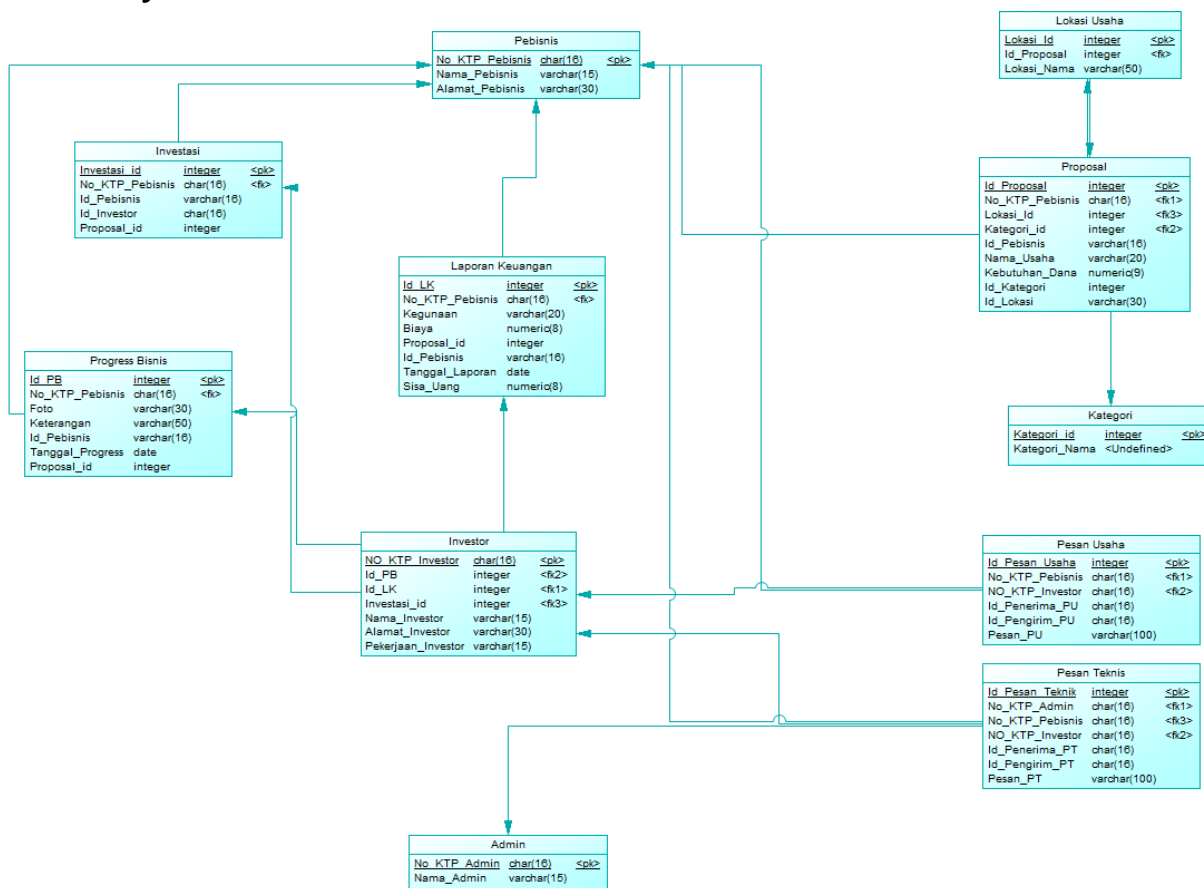 Lokasi Usaha
Lokasi_Id integer <pk>
Id_Proposal integer <fk>
Lokasi_Nama varchar(50)
Pebisnis
No_KTP_Pebisnis char(16) <pk>
Nama_Pebisnis varchar(15)
Alamat_Pebisnis varchar(30)
Investasi
Investasi_id integer <pk>
No_KTP_Pebisnis char(16) <fk>
Id_Pebisnis varchar(16)
Id_Investor char(16)
Proposal_id integer
Proposal
Id_Proposal integer <pk>
No_KTP_Pebisnis char(16) <fk1>
Lokasi_Id integer <fk3>
Kategori_id integer <fk2>
Id_Pebisnis varchar(16)
Nama_Usaha varchar(20)
Kebutuhan_Dana numeric(9)
Id_Kategori integer
Id_Lokasi varchar(30)
Laporan Keuangan
Id_LK integer <pk>
No_KTP_Pebisnis char(16) <fk>
Kegunaan varchar(20)
Biaya numeric(8)
Proposal_id integer
Id_Pebisnis varchar(16)
Tanggal_Laporan date
Sisa_Uang numeric(8)
Progress Bisnis
Id_PB integer <pk>
No_KTP_Pebisnis char(16) <fk>
Foto varchar(30)
Keterangan varchar(50)
Id_Pebisnis varchar(16)
Tanggal_Progress date
Proposal_id integer
Kategori
Kategori_id integer <pk>
Kategori_Nama <Undefined>
Investor
NO_KTP_Investor char(16) <pk>
Id_PB integer <fk2>
Id_LK integer <fk1>
Investasi_id integer <fk3>
Nama_Investor varchar(15)
Alamat_Investor varchar(30)
Pekerjaan_Investor varchar(15)
Pesan Usaha
Id_Pesan_Usaha integer <pk>
No_KTP_Pebisnis char(16) <fk1>
NO_KTP_Investor char(16) <fk2>
Id_Penerima_PU char(16)
Id_Pengirim_PU char(16)
Pesan_PU varchar(100)
Pesan Teknis
Id_Pesan_Teknik integer <pk>
No_KTP_Admin char(16) <fk1>
No_KTP_Pebisnis char(16) <fk3>
NO_KTP_Investor char(16) <fk2>
Id_Penerima_PT char(16)
Id_Pengirim_PT char(16)
Pesan_PT varchar(100)
Admin
No_KTP_Admin char(16) <pk>
Nama_Admin varchar(15)